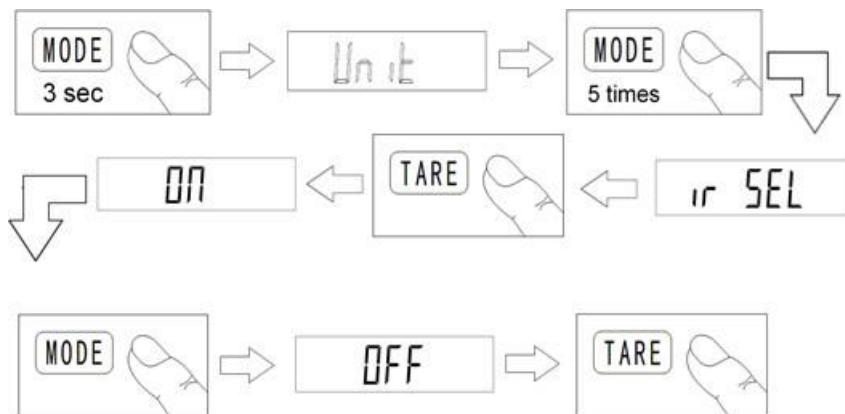 MODE
3 sec
Unit
MODE
5 times
ir SEL
TARE
ON
MODE
OFF
TARE